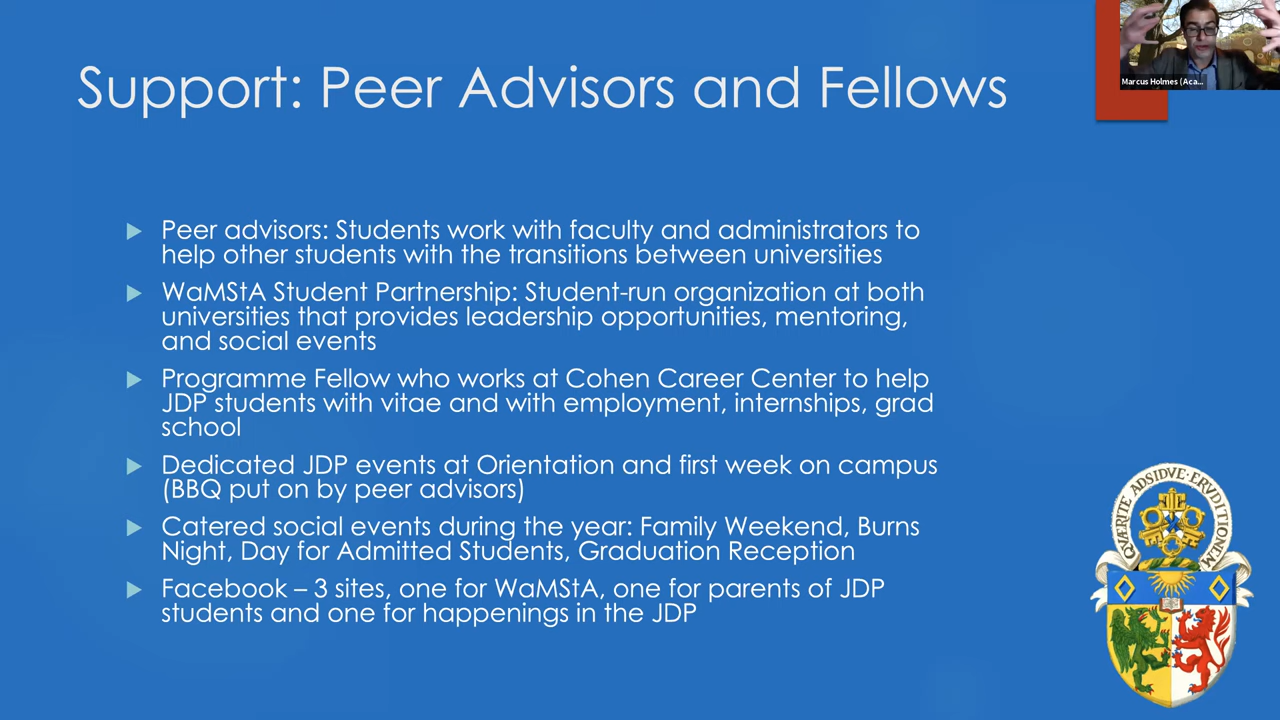 Support: Peer Advisors and Fellows
Marcus Holmes (Aca...
Peer advisors: Students work with faculty and administrators to
help other students with the transitions between universities
WaMStA Student Partnership: Student-run organization at both
universities that provides leadership opportunities, mentoring,
and social events
Programme Fellow who works at Cohen Career Center to help
JDP students with vitae and with employment, internships, grad
school
Dedicated JDP events at Orientation and first week on campus
(BBQ put on by peer advisors)
Catered social events during the year: Family Weekend, Burns
Night, Day for Admitted Students, Graduation Reception
Facebook – 3 sites, one for WaMStA, one for parents of JDP
students and one for happenings in the JDP
QVÆRITE ADSIDVE·ERVDITIONEM